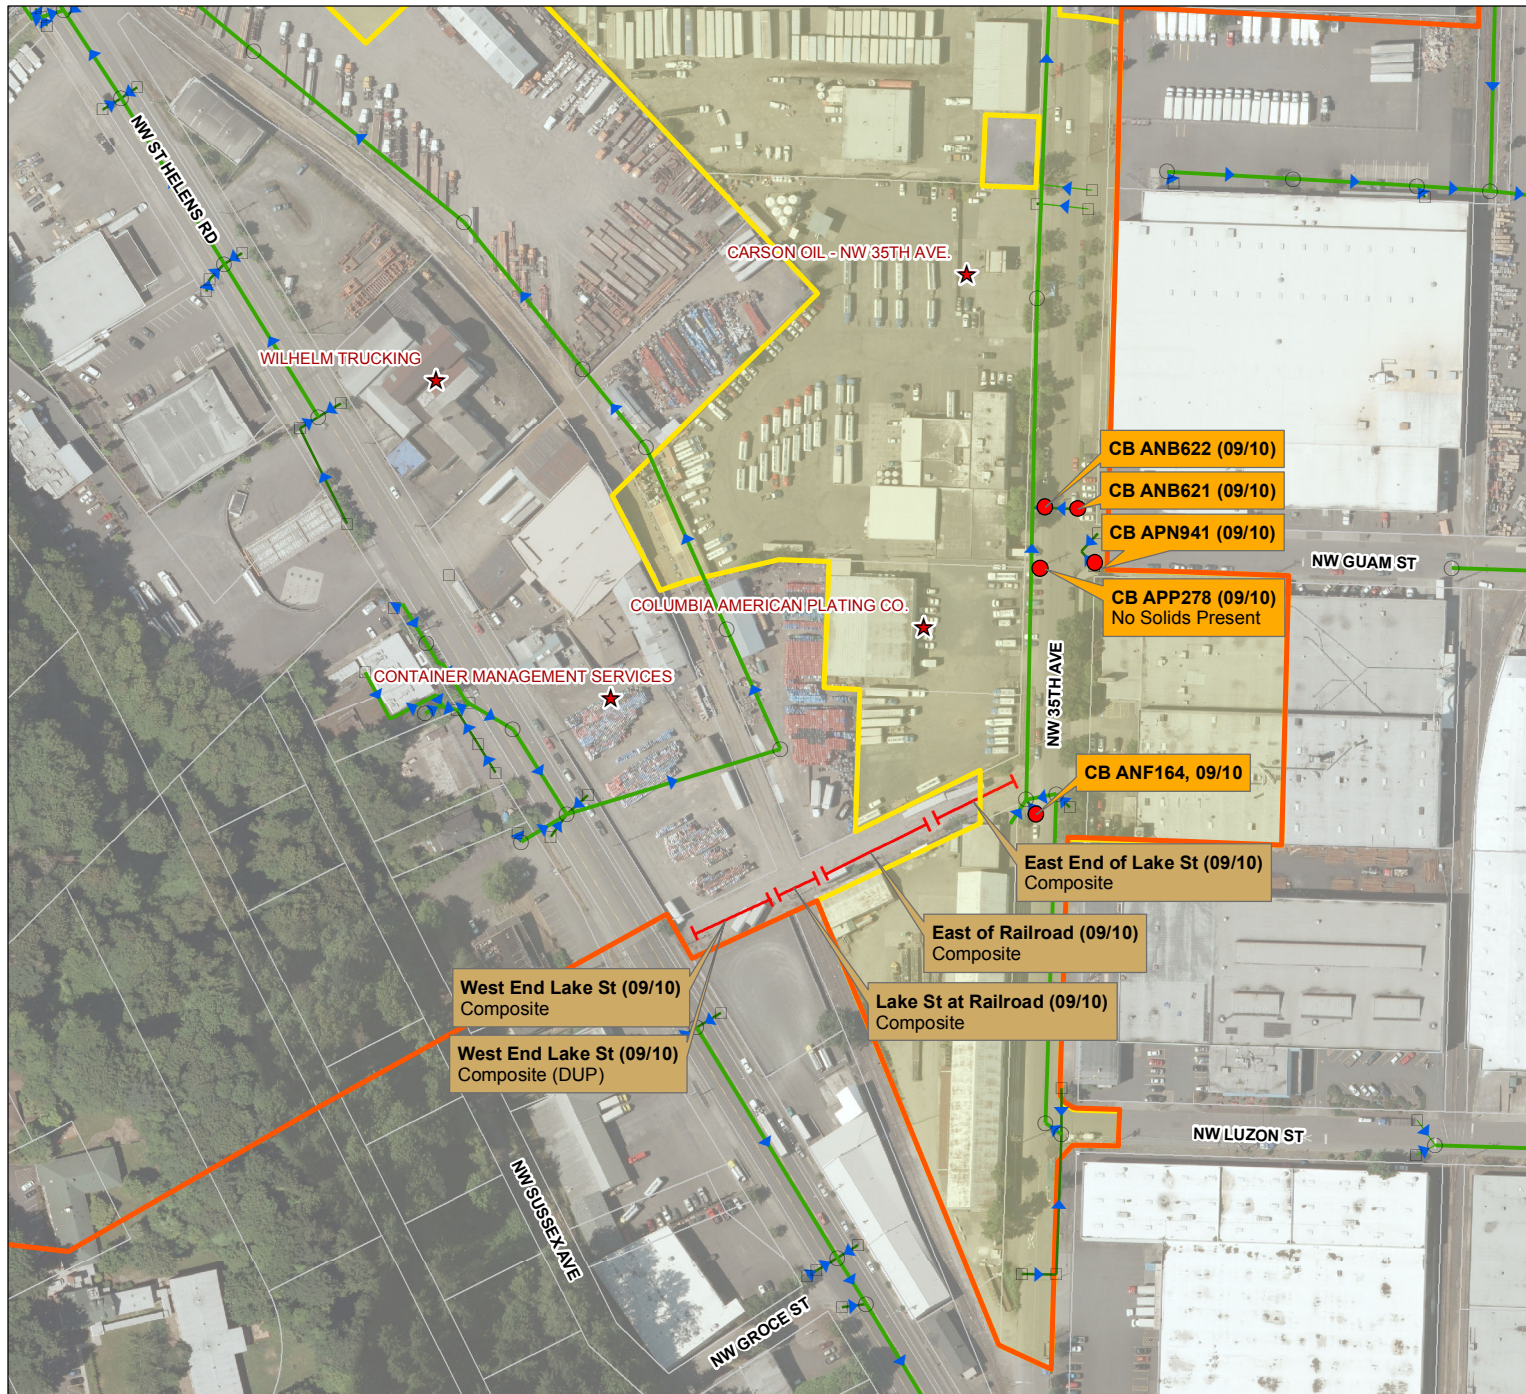 NW ST HELENS RD
CARSON OIL - NW 35TH AVE.
WILHELM TRUCKING
CB ANB622 (09/10)
CB ANB621 (09/10)
CB APN941 (09/10)
NW GUAM ST
CB APP278 (09/10)
No Solids Present
COLUMBIA AMERICAN PLATING CO.
CONTAINER MANAGEMENT SERVICES
NW 35TH AVE
CB ANF164, 09/10
East End of Lake St (09/10)
Composite
East of Railroad (09/10)
Composite
West End Lake St (09/10)
Composite
Lake St at Railroad (09/10)
Composite
West End Lake St (09/10)
Composite (DUP)
NW LUZON ST
NW SUSSEX AVE
NW GROCE ST